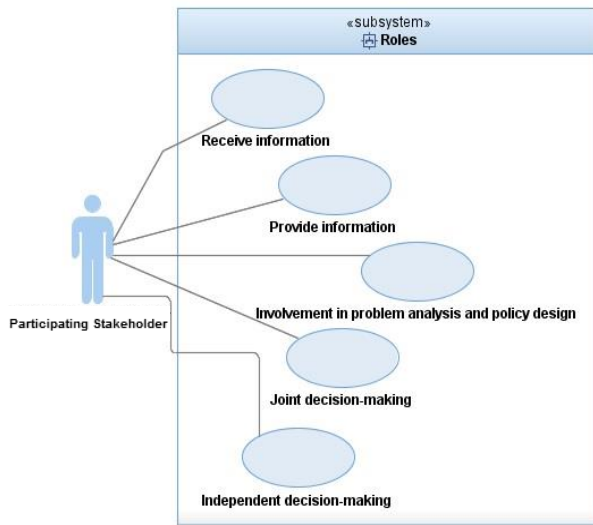 «subsystem»
Roles
Receive information
Provide information
Involvement in problem analysis and policy design
Participating Stakeholder
Joint decision-making
Independent decision-making